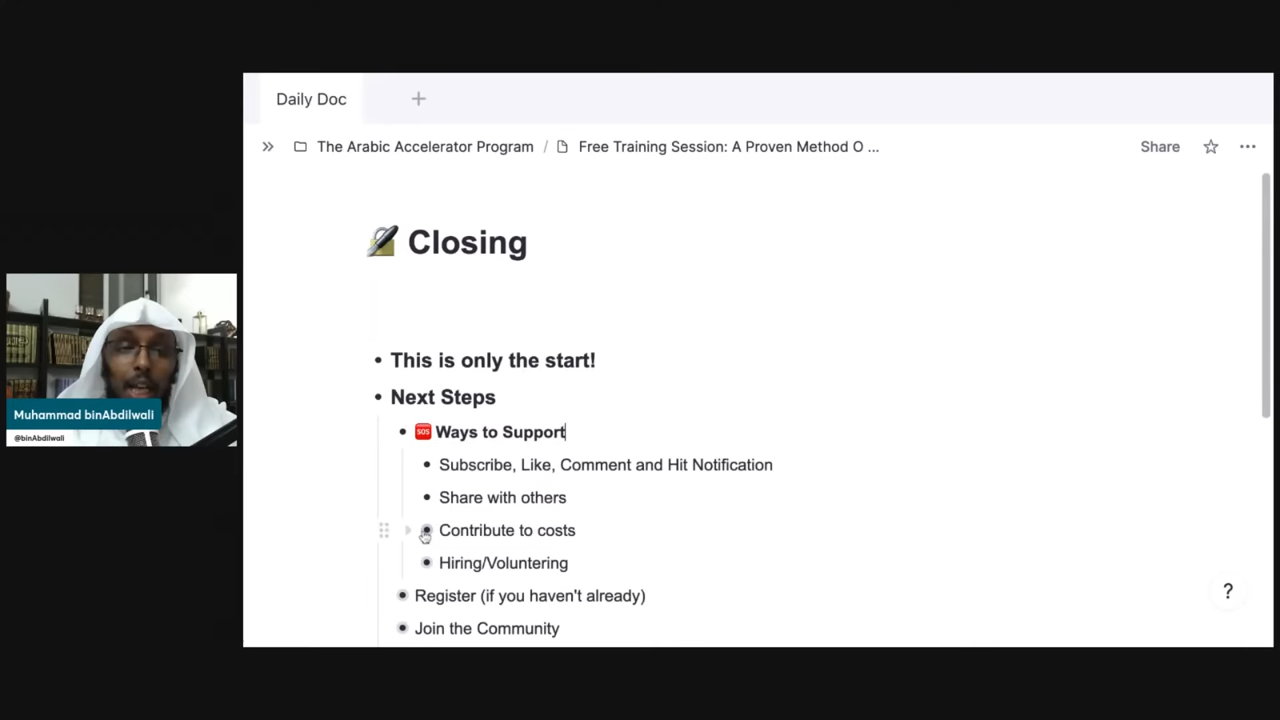 Daily Doc +
The Arabic Accelerator Program / Free Training Session: A Proven Method O ... Share
Closing
• This is only the start!
• Next Steps
• SOS Ways to Support
• Subscribe, Like, Comment and Hit Notification
• Share with others
• Contribute to costs
• Hiring/Voluntering
• Register (if you haven't already)
• Join the Community
Muhammad binAbdilwali
@binAbdilwali
?